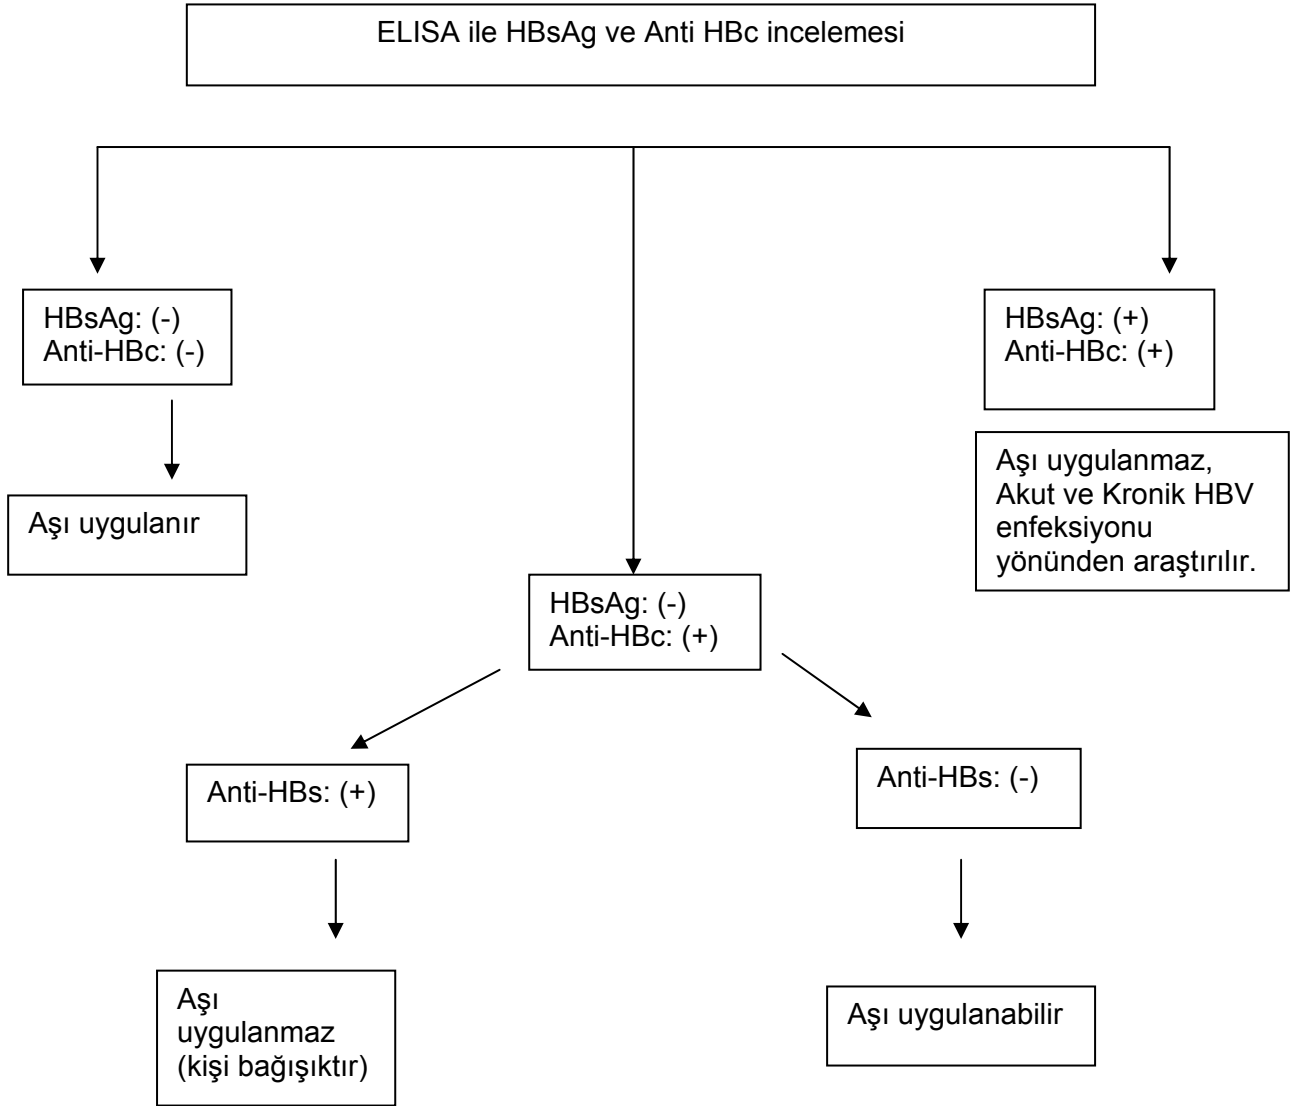 ELISA ile HBsAg ve Anti HBc incelemesi
HBsAg: (-)
Anti-HBc: (-)
HBsAg: (+)
Anti-HBc: (+)
Aşı uygulanmaz,
Akut ve Kronik HBV
enfeksiyonu
yönünden araştırılır.
Aşı uygulanır
HBsAg: (-)
Anti-HBc: (+)
Anti-HBs: (+)
Anti-HBs: (-)
Aşı
uygulanmaz
(kişi bağışıktır)
Aşı uygulanabilir